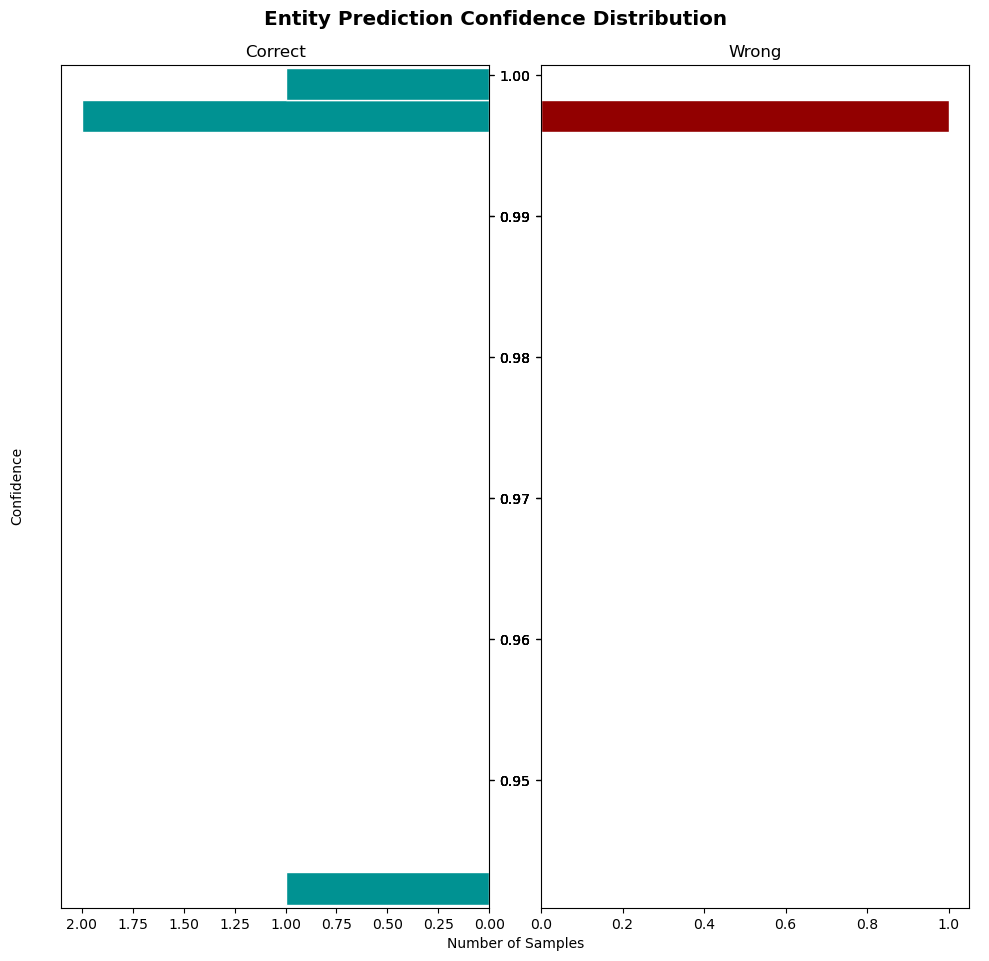 Entity Prediction Confidence Distribution
Correct
Wrong
1.00
0.99
0.98
0.97
0.96
0.95
Confidence
2.00 1.75 1.50 1.25 1.00 0.75 0.50 0.25 0.00
0.0 0.2 0.4 0.6 0.8 1.0
Number of Samples